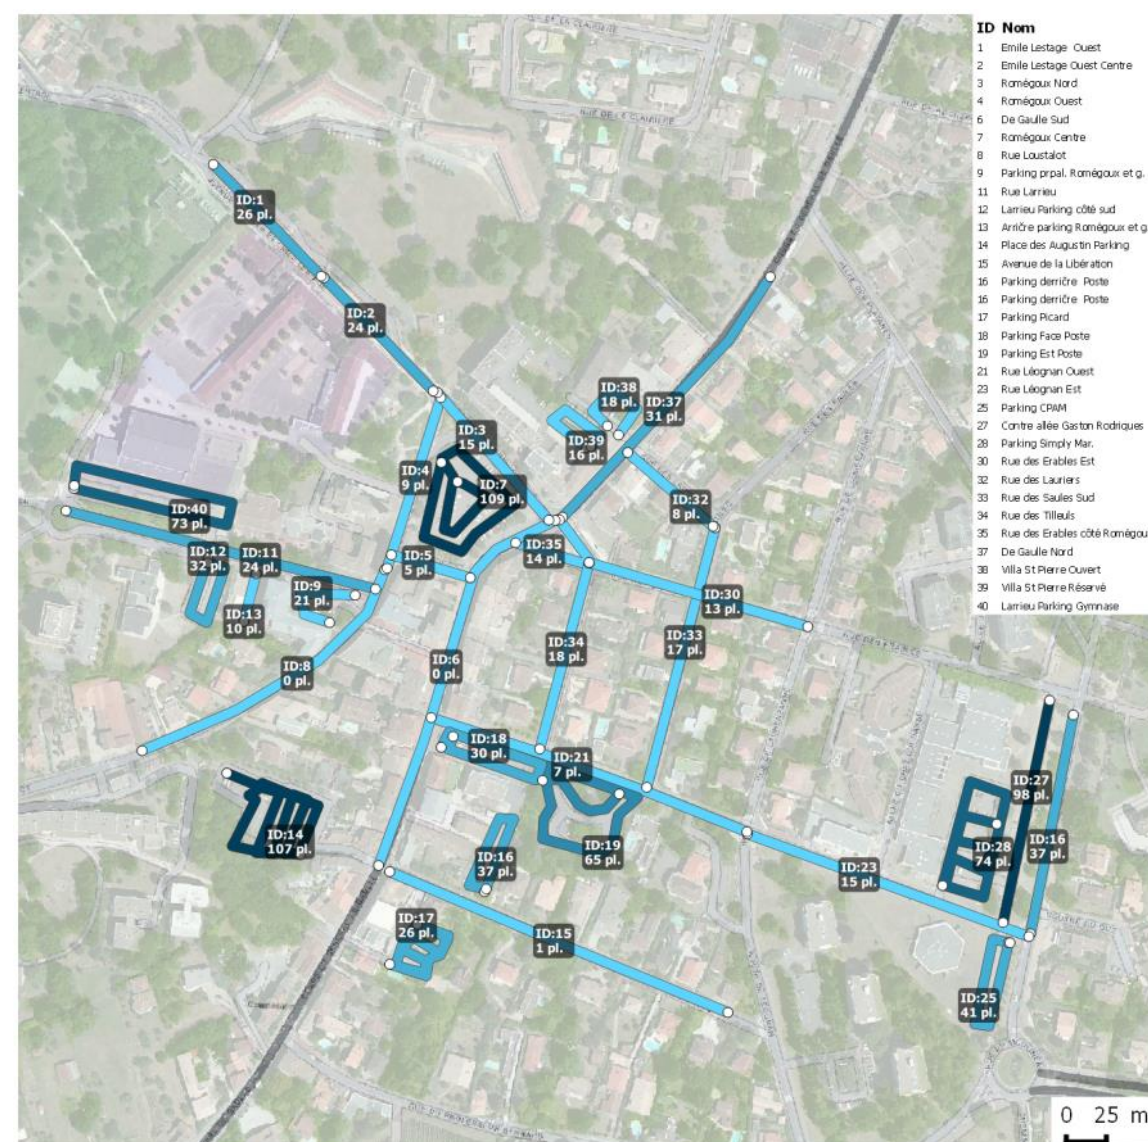 ID Nom
1 Emile Lestage Ouest
2 Emile Lestage Ouest Centre
3 Romégoux Nord
4 Romégoux Ouest
6 De Gaulle Sud
7 Romégoux Centre
8 Rue Loustalot
9 Parking prpal. Romégoux et g.
11 Rue Larrieu
12 Larrieu Parking côté sud
13 Arričre parking Romégoux et g
14 Place des Augustin Parking
15 Avenue de la Libération
16 Parking derričre Poste
16 Parking derričre Poste
17 Parking Picard
18 Parking Face Poste
19 Parking Est Poste
21 Rue Léognan Ouest
23 Rue Léognan Est
25 Parking CPAM
27 Contre allée Gaston Rodriques
28 Parking Simply Mar.
30 Rue des Erables Est
32 Rue des Lauriers
33 Rue des Saules Sud
34 Rue des Tilleuls
35 Rue des Erables côté Romégou
37 De Gaulle Nord
38 Villa St Pierre Ouvert
39 Villa St Pierre Réservé
40 Larrieu Parking Gymnase
ID:1
26 pl.
ID:2
24 pl.
ID:38
18 pl.
ID:37
31 pl.
ID:39
16 pl.
ID:3
15 pl.
ID:4
9 pl.
ID:7
109 pl.
ID:32
8 pl.
ID:40
73 pl.
ID:12
32 pl.
ID:11
24 pl.
ID:5
5 pl.
ID:35
14 pl.
ID:9
21 pl.
ID:13
10 pl.
ID:30
13 pl.
ID:34
18 pl.
ID:33
17 pl.
ID:8
0 pl.
ID:6
0 pl.
ID:18
30 pl.
ID:21
7 pl.
ID:27
98 pl.
ID:14
107 pl.
ID:19
65 pl.
ID:28
74 pl.
ID:16
37 pl.
ID:16
37 pl.
ID:23
15 pl.
ID:17
26 pl.
ID:15
1 pl.
ID:25
41 pl.
0 25 m